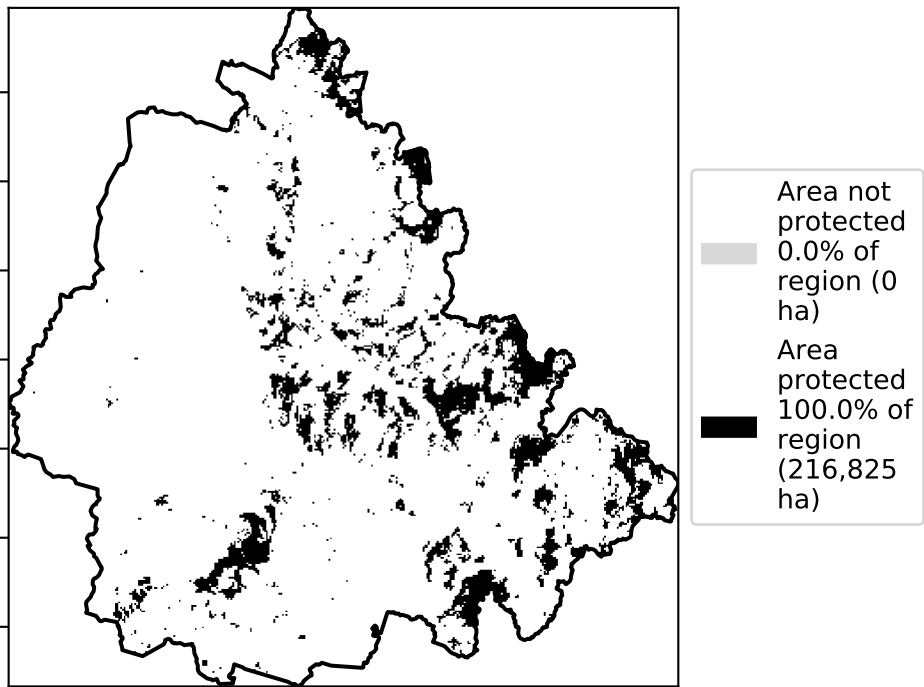 Area not
protected
0.0% of
region (0
ha)
Area
protected
100.0% of
region
(216,825
ha)